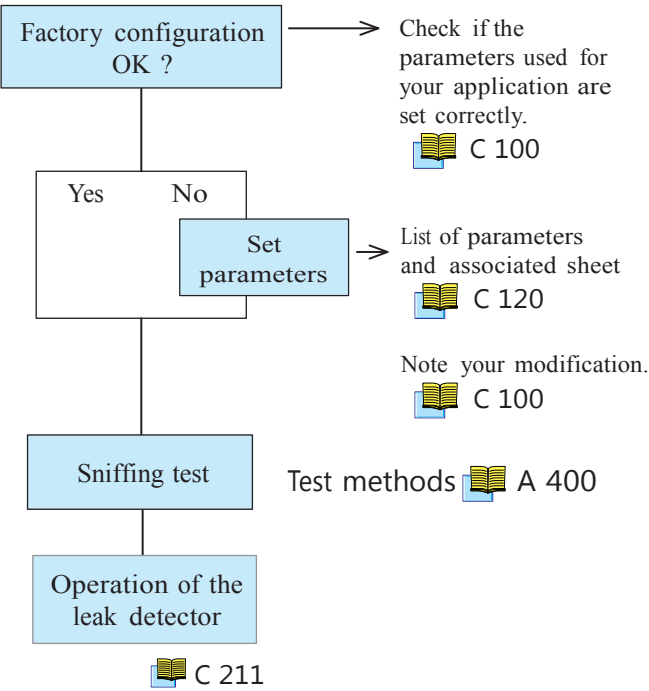 Factory configuration
OK ?
Check if the
parameters used for
your application are
set correctly.
C 100
Yes No
Set
parameters
List of parameters
and associated sheet
C 120
Note your modification.
C 100
Sniffing test
Test methods A 400
Operation of the
leak detector
C 211